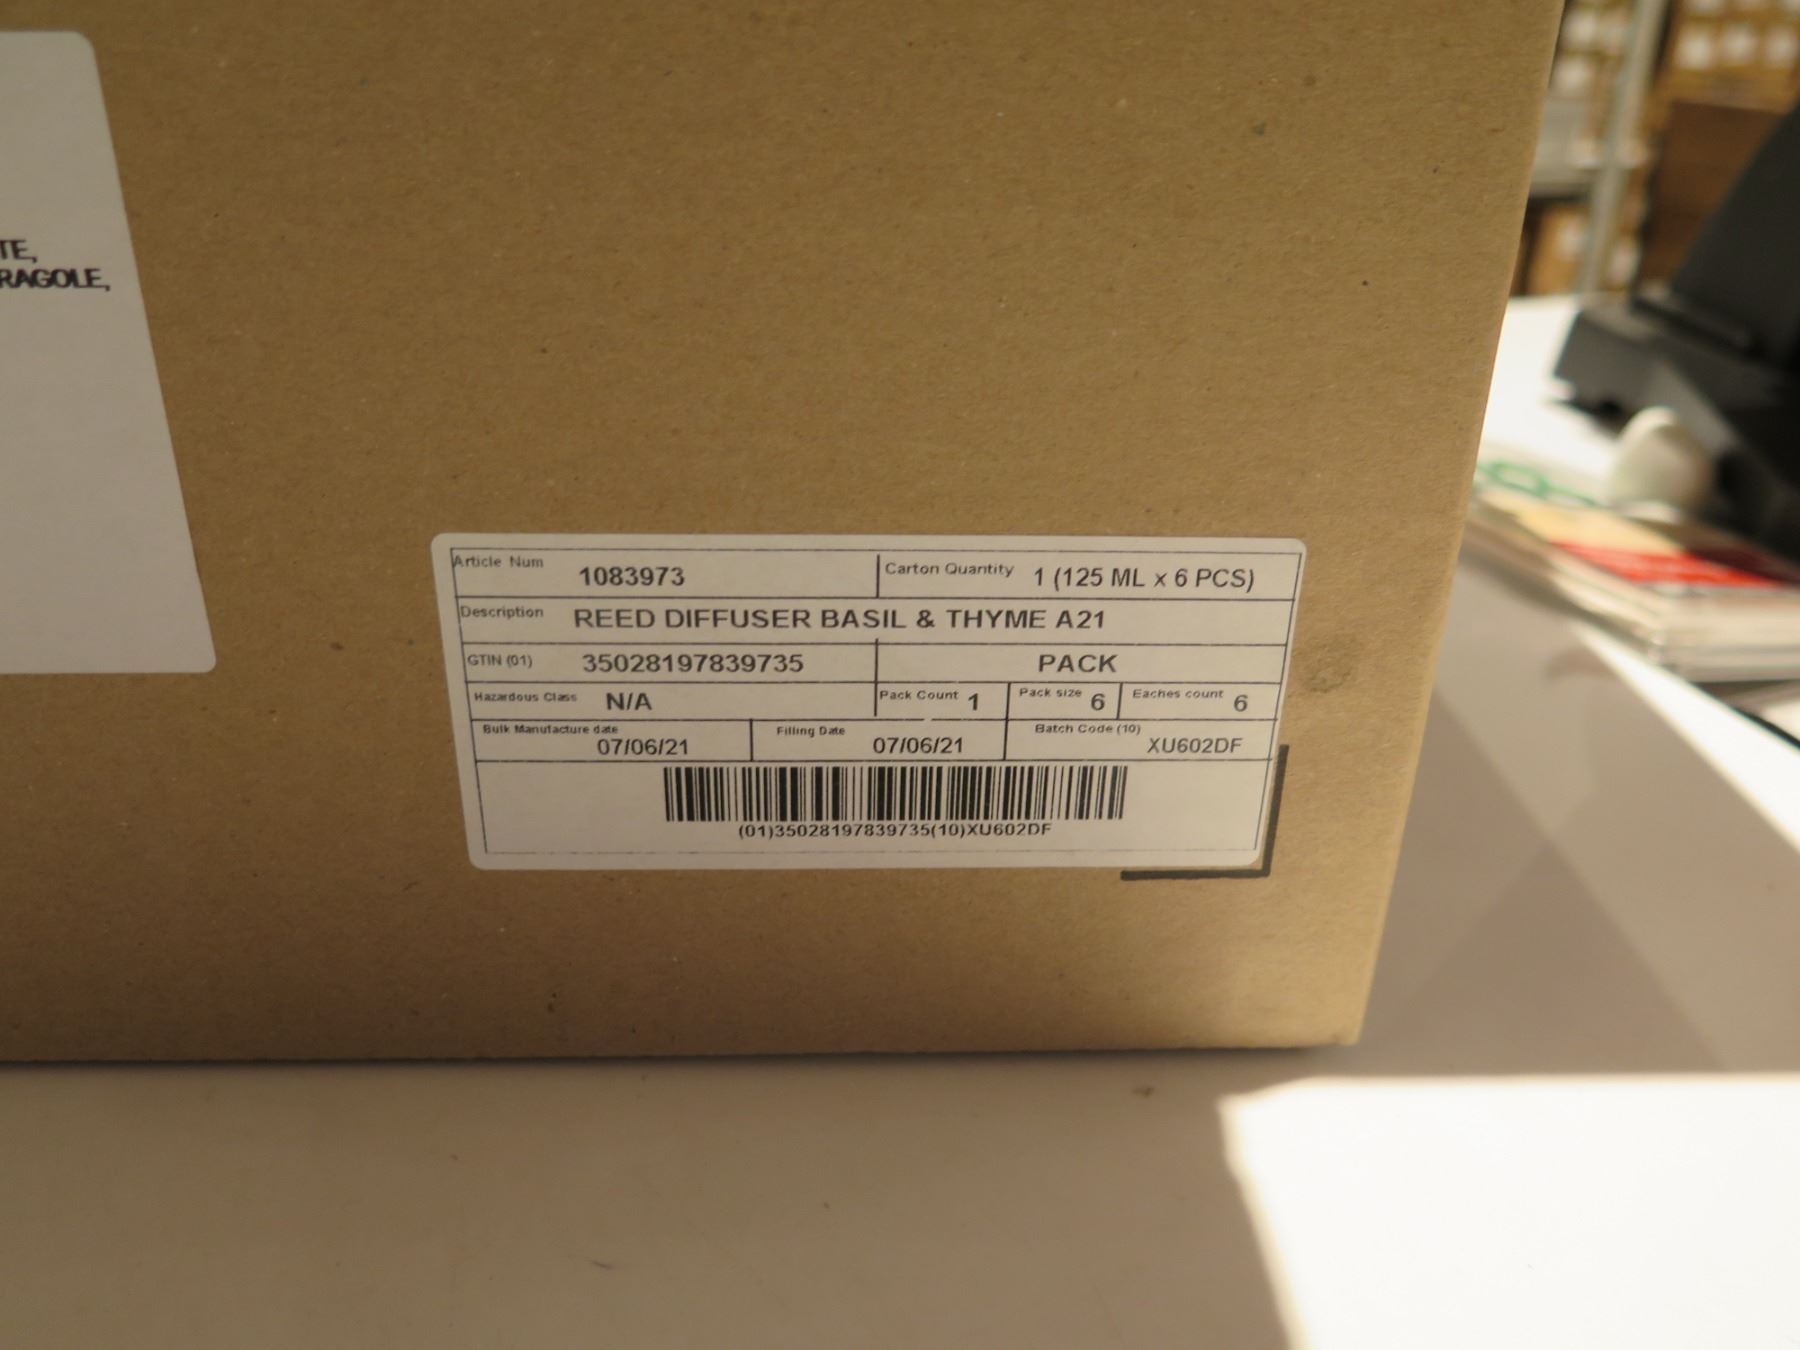 TE,
RAGOLE,
Article Num 1083973 Carton Quantity 1 (125 ML x 6 PCS)
Description REED DIFFUSER BASIL & THYME A21
GTIN (01) 35028197839735 PACK
Hazardous Class N/A Pack Count 1 Pack size 6 Eaches count 6
Bulk Manufacture date 07/06/21 Filling Date 07/06/21 Batch Code (10) XU602DF
(01)35028197839735(10)XU602DF